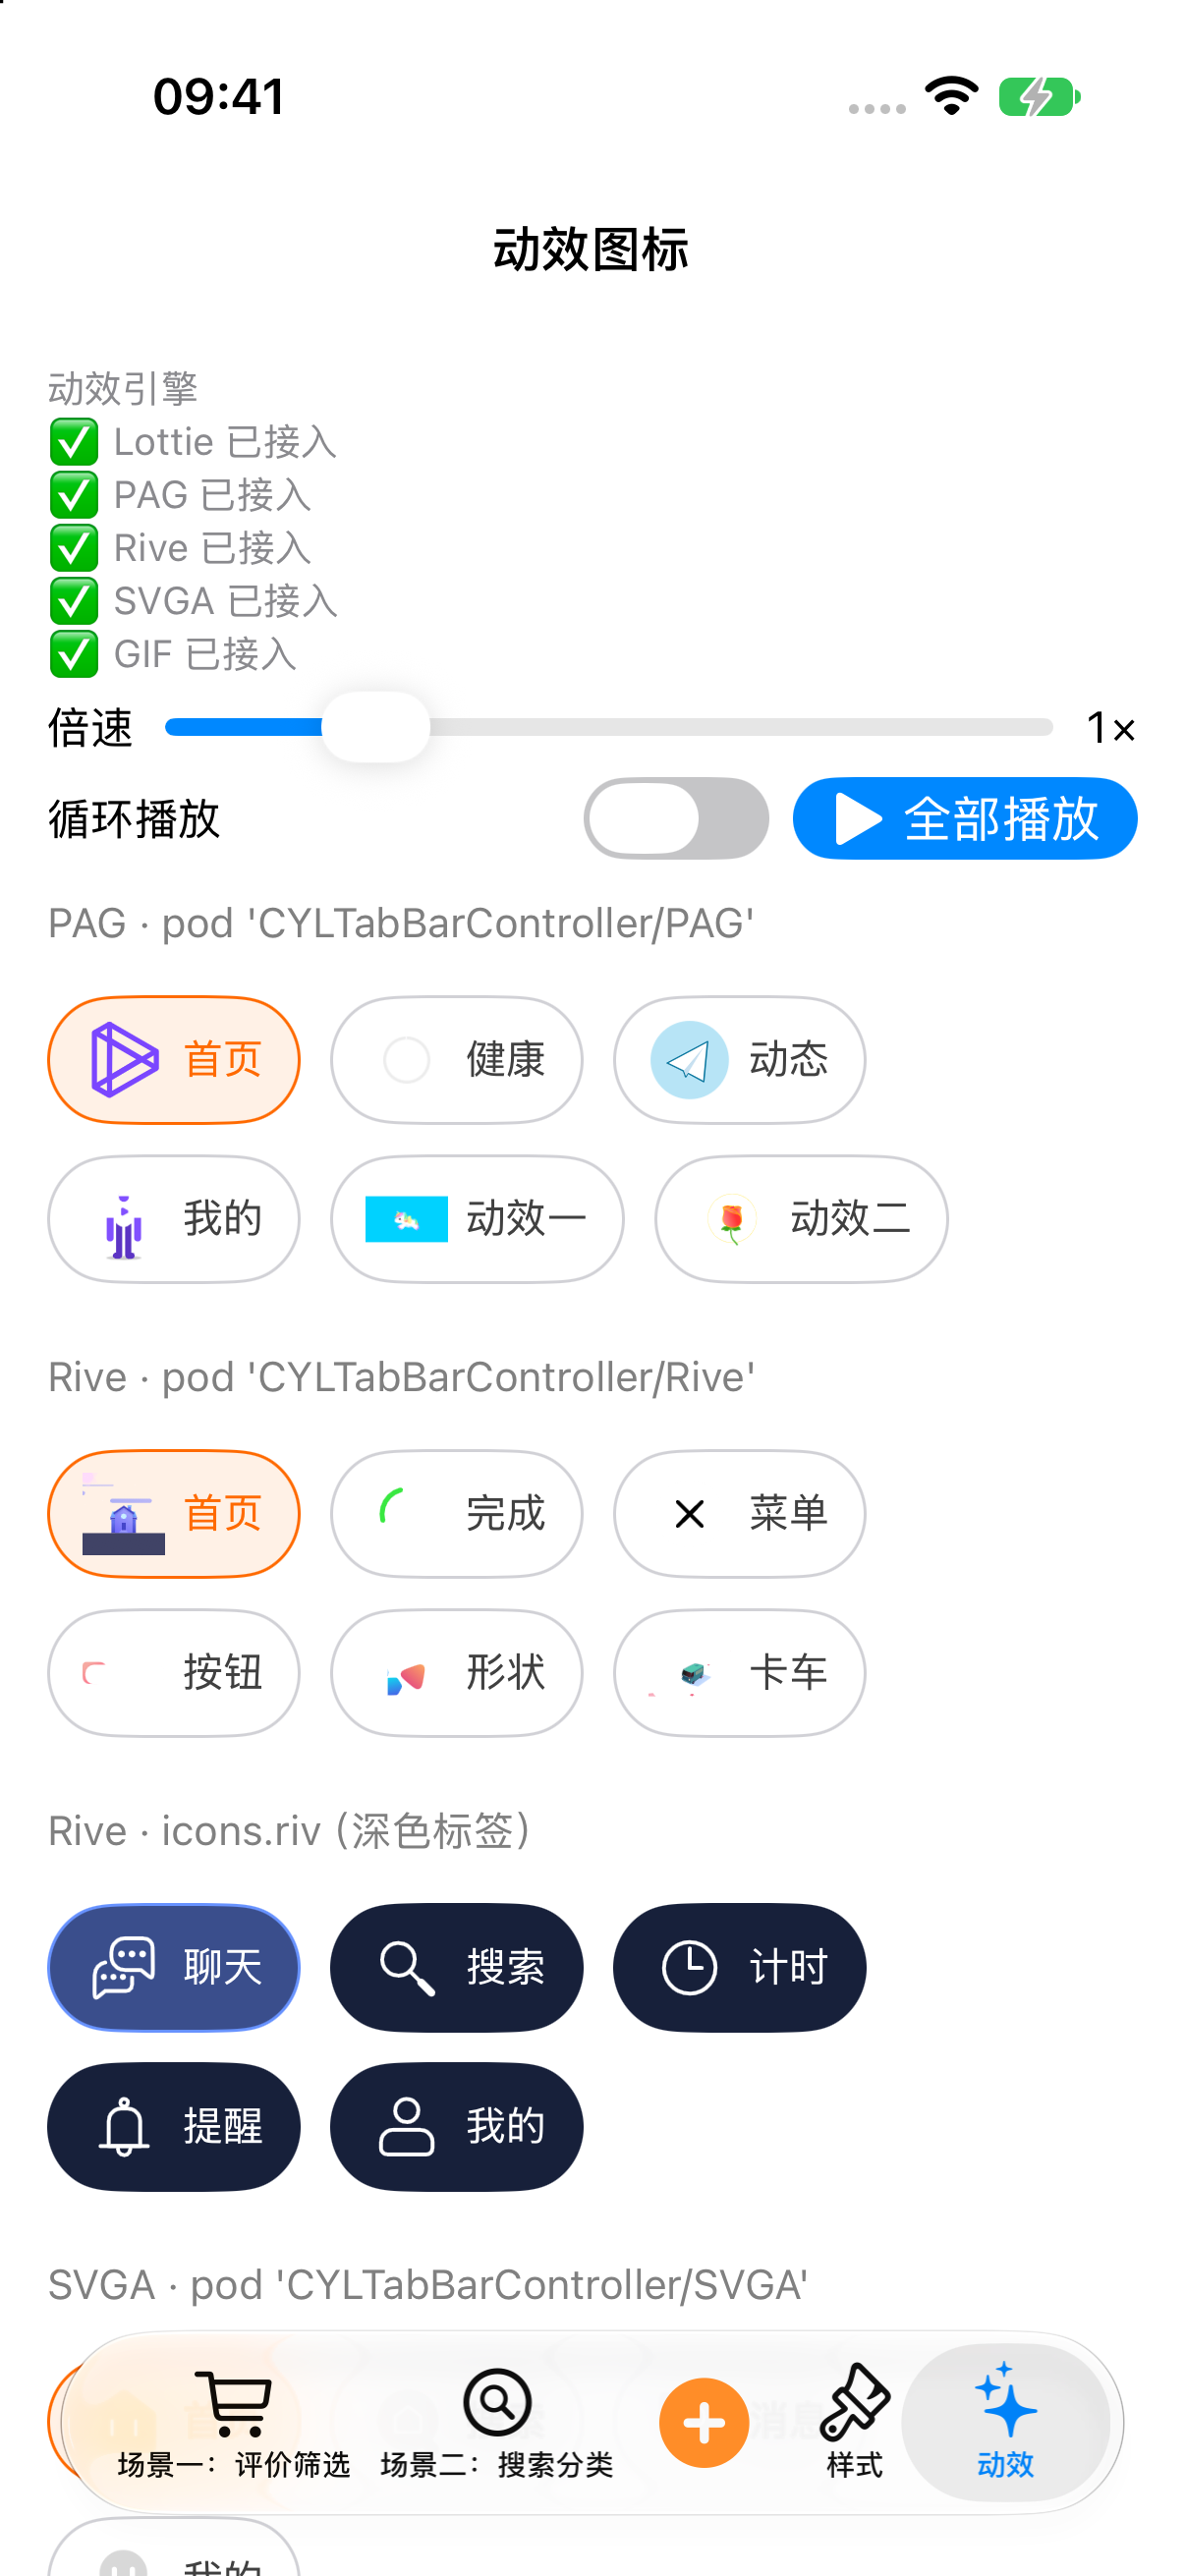 09:41
动效图标
动效引擎
✅ Lottie 已接入
✅ PAG 已接入
✅ Rive 已接入
✅ SVGA 已接入
✅ GIF 已接入
倍速 1×
循环播放 全部播放
PAG · pod 'CYLTabBarController/PAG'
首页 健康 动态
我的 动效一 动效二
Rive · pod 'CYLTabBarController/Rive'
首页 完成 菜单
按钮 形状 卡车
Rive · icons.riv (深色标签)
聊天 搜索 计时
提醒 我的
SVGA · pod 'CYLTabBarController/SVGA'
消息
场景一：评价筛选 场景二：搜索分类 样式 动效
我的